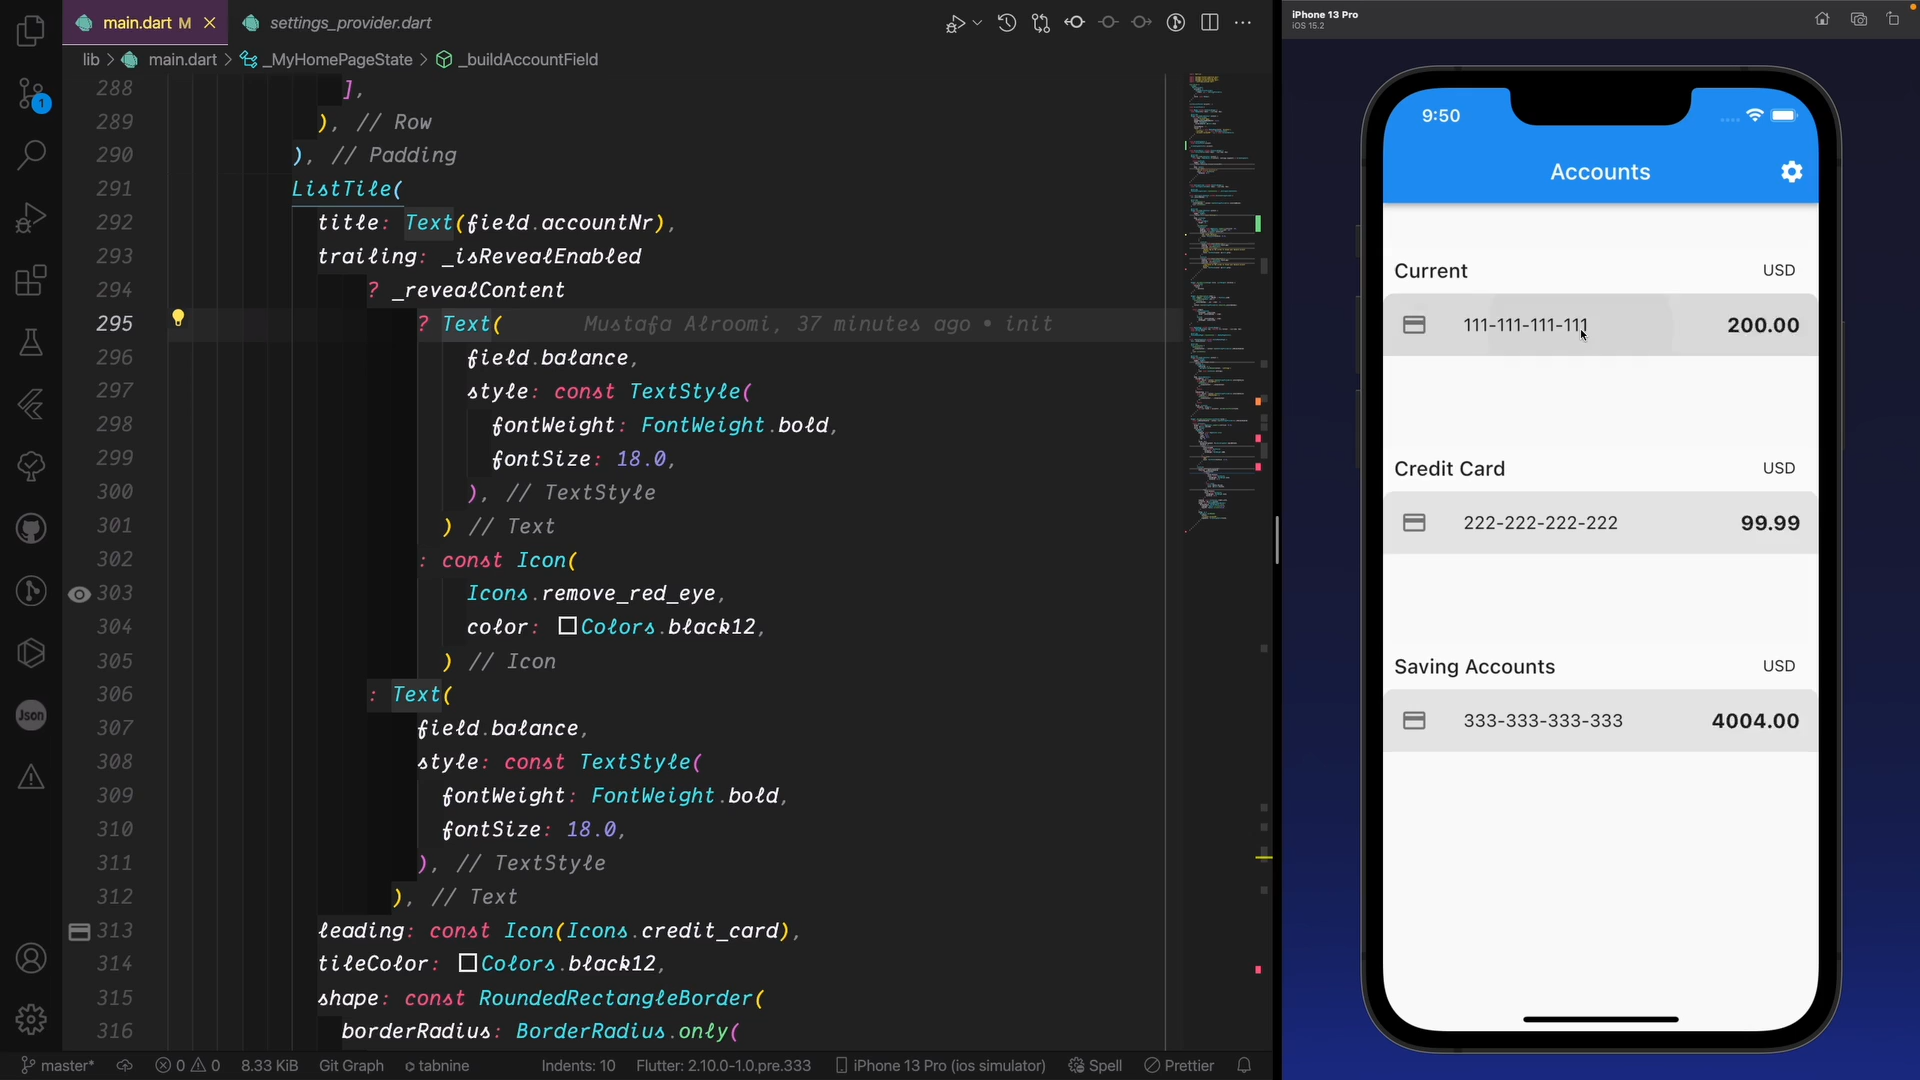 main.dart M
settings_provider.dart
lib > main.dart > _MyHomePageState > _buildAccountField
288 ],
289 ), // Row
290 ), // Padding
291 ListTile(
292 title: Text(field.accountNr),
293 trailing: _isRevealEnabled
294 ? _revealContent
295 ? Text( Mustafa Alroomi, 37 minutes ago • init
296 field.balance,
297 style: const TextStyle(
298 fontWeight: FontWeight.bold,
299 fontSize: 18.0,
300 ), // TextStyle
301 ) // Text
302 : const Icon(
303 Icons.remove_red_eye,
304 color: Colors.black12,
305 ) // Icon
306 : Text(
307 field.balance,
308 style: const TextStyle(
309 fontWeight: FontWeight.bold,
310 fontSize: 18.0,
311 ), // TextStyle
312 ), // Text
313 leading: const Icon(Icons.credit_card),
314 tileColor: Colors.black12,
315 shape: const RoundedRectangleBorder(
316 borderRadius: BorderRadius.only(
1
Json
master* 0 0 8.33 KiB Git Graph tabnine Indents: 10 Flutter: 2.10.0-1.0.pre.333 iPhone 13 Pro (ios simulator) Spell Prettier
iPhone 13 Pro
iOS 15.2
9:50
Accounts
Current USD
111-111-111-111 200.00
Credit Card USD
222-222-222-222 99.99
Saving Accounts USD
333-333-333-333 4004.00